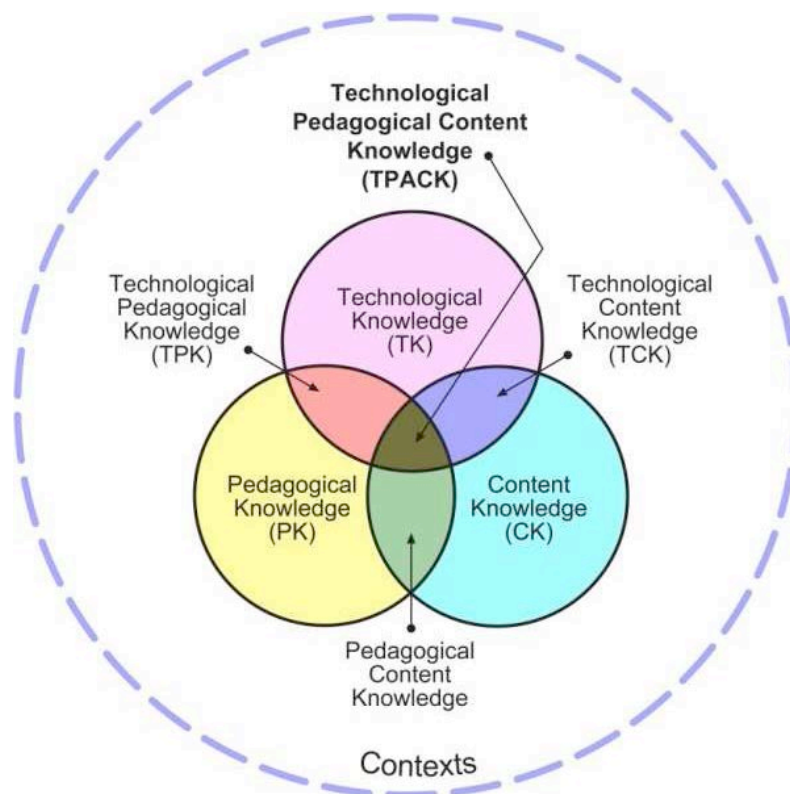 Technological
Pedagogical Content
Knowledge
(TPACK)
Technological
Pedagogical
Knowledge
(TPK)
Technological
Knowledge
(TK)
Technological
Content
Knowledge
(TCK)
Pedagogical
Knowledge
(PK)
Content
Knowledge
(CK)
Pedagogical
Content
Knowledge
Contexts